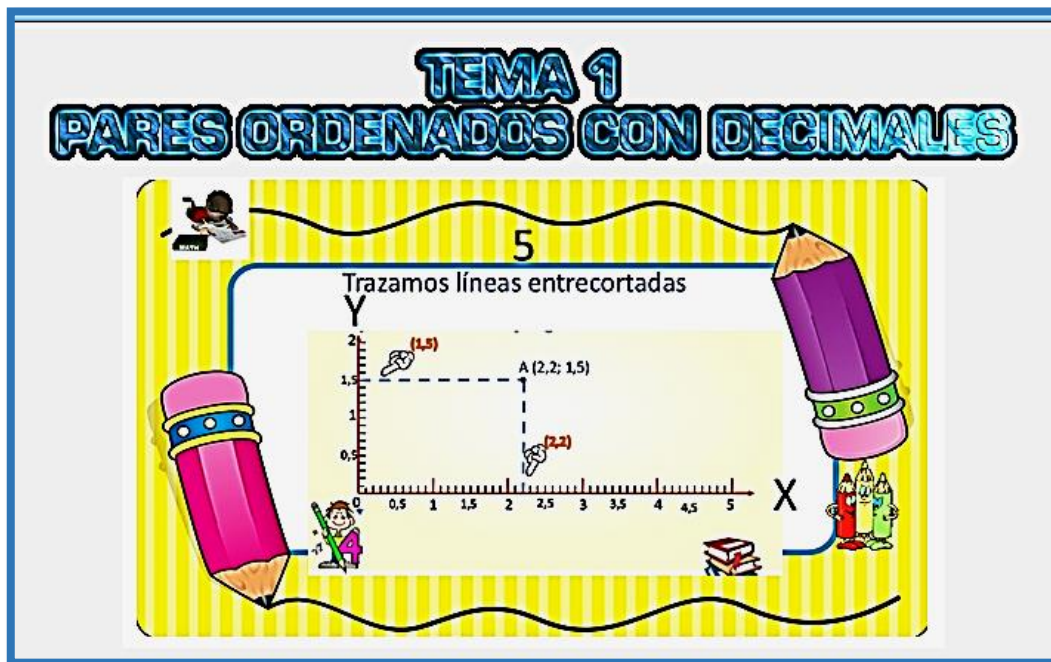 TEMA 1
PARES ORDENADOS CON DECIMALES
MATH
5
Trazamos líneas entrecortadas
Y
2
(1,5)
A (2,2; 1,5)
1,5
1
(2,2)
0,5
0
0,5 1 1,5 2 2,5 3 3,5 4 4,5 5
X
4